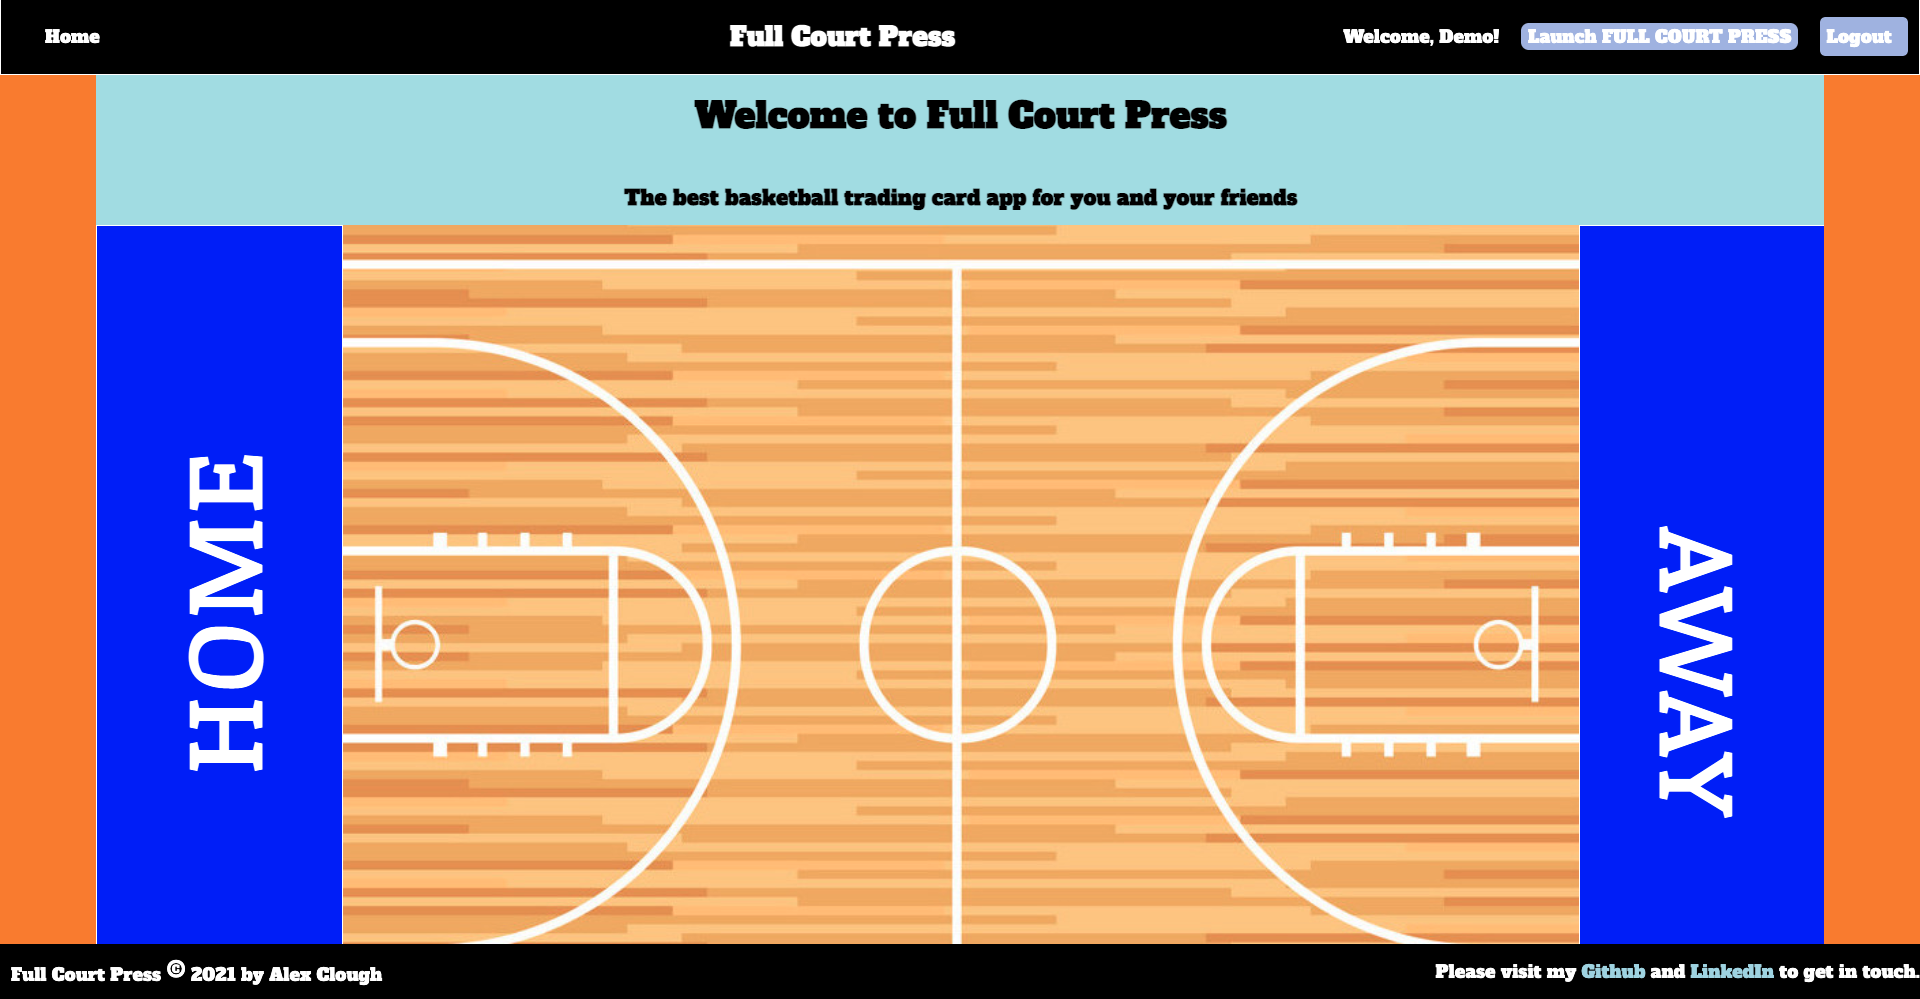 Home
Full Court Press
Welcome, Demo!
Launch FULL COURT PRESS
Logout
Welcome to Full Court Press
The best basketball trading card app for you and your friends
HOME
AWAY
Full Court Press © 2021 by Alex Clough
Please visit my Github and LinkedIn to get in touch.